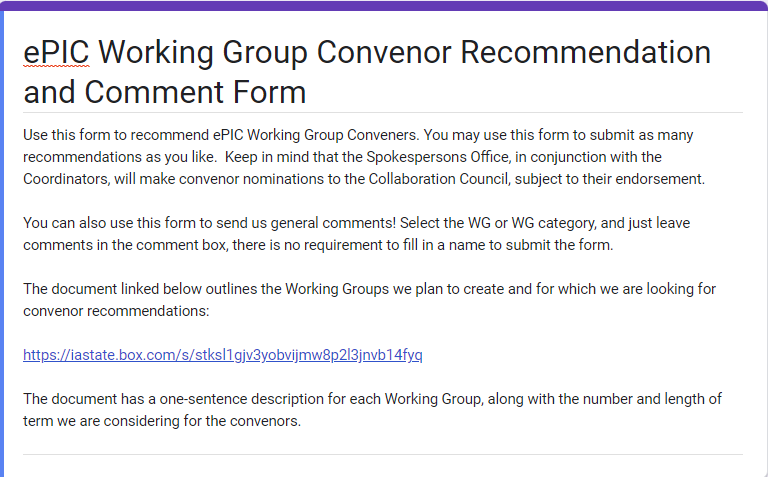 ePIC Working Group Convenor Recommendation
and Comment Form
Use this form to recommend ePIC Working Group Conveners. You may use this form to submit as many
recommendations as you like.  Keep in mind that the Spokespersons Office, in conjunction with the
Coordinators, will make convenor nominations to the Collaboration Council, subject to their endorsement.
You can also use this form to send us general comments! Select the WG or WG category, and just leave
comments in the comment box, there is no requirement to fill in a name to submit the form.
The document linked below outlines the Working Groups we plan to create and for which we are looking for
convenor recommendations:
https://iastate.box.com/s/stksl1gjv3yobvijmw8p2l3jnvb14fyq
The document has a one-sentence description for each Working Group, along with the number and length of
term we are considering for the convenors.